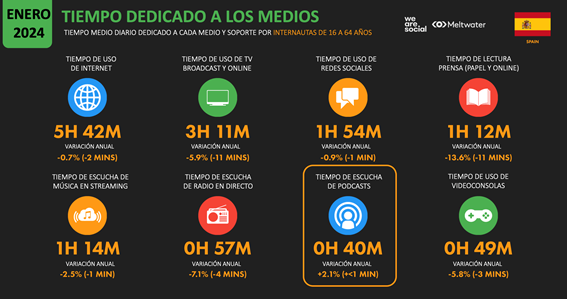 ENERO
2024
TIEMPO DEDICADO A LOS MEDIOS
TIEMPO MEDIO DIARIO DEDICADO A CADA MEDIO Y SOPORTE POR INTERNAUTAS DE 16 A 64 AÑOS
we
are.
social
Meltwater
SPAIN
TIEMPO DE USO
DE INTERNET
5H 42M
VARIACIÓN ANUAL
-0.7% (-2 MINS)
TIEMPO DE USO DE TV
BROADCAST Y ONLINE
3H 11M
VARIACIÓN ANUAL
-5.9% (-11 MINS)
TIEMPO DE USO DE
REDES SOCIALES
1H 54M
VARIACIÓN ANUAL
-0.9% (-1 MIN)
TIEMPO DE LECTURA
PRENSA (PAPEL Y ONLINE)
1H 12M
VARIACIÓN ANUAL
-13.6% (-11 MINS)
TIEMPO DE ESCUCHA DE
MÚSICA EN STREAMING
1H 14M
VARIACIÓN ANUAL
-2.5% (-1 MIN)
TIEMPO DE ESCUCHA
DE RADIO EN DIRECTO
0H 57M
VARIACIÓN ANUAL
-7.1% (-4 MINS)
TIEMPO DE ESCUCHA
DE PODCASTS
0H 40M
VARIACIÓN ANUAL
+2.1% (+<1 MIN)
TIEMPO DE USO DE
VIDEOCONSOLAS
0H 49M
VARIACIÓN ANUAL
-5.8% (-3 MINS)